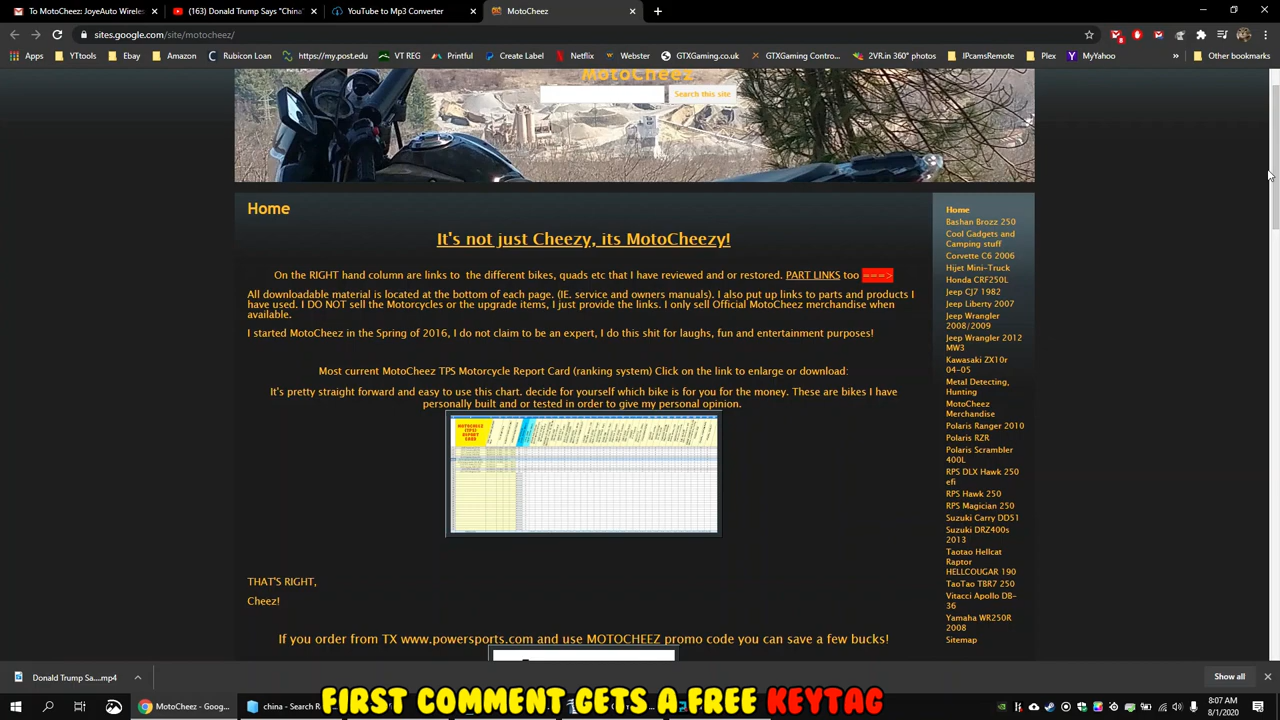 To MotoCheez: JoyeAuto Wireless
(163) Donald Trump Says "China"
MotoCheez
sites.google.com/site/motocheez/
Apps
YTtools
Ebay
Amazon
Rubicon Loan
https://my.post.edu
VT REG
Printful
Create Label
Netflix
Webster
GTXGaming.co.uk
GTXGaming Contro...
2VR.in 360° photos
IPcamsRemote
Plex
MyYahoo
»
Other bookmarks
MotoCheez
Search this site
Home
It's not just Cheezy, its MotoCheezy!
On the RIGHT hand column are links to the different bikes, quads etc that I have reviewed and or restored. PART LINKS too ===>
All downloadable material is located at the bottom of each page. (IE. service and owners manuals). I also put up links to parts and products I
have used. I DO NOT sell the Motorcycles or the upgrade items, I just provide the links. I only sell Official MotoCheez merchandise when
available.
I started MotoCheez in the Spring of 2016, I do not claim to be an expert, I do this shit for laughs, fun and entertainment purposes!
Most current MotoCheez TPS Motorcycle Report Card (ranking system) Click on the link to enlarge or download:
It's pretty straight forward and easy to use this chart. decide for yourself which bike is for you for the money. These are bikes I have
personally built and or tested in order to give my personal opinion.
MOTOCHEEZ
(TPS)
REPORT
CARD
THAT'S RIGHT,
Cheez!
If you order from TX www.powersports.com and use MOTOCHEEZ promo code you can save a few bucks!
Home
Bashan Brozz 250
Cool Gadgets and
Camping stuff
Corvette C6 2006
Hijet Mini-Truck
Honda CRF250L
Jeep CJ7 1982
Jeep Liberty 2007
Jeep Wrangler
2008/2009
Jeep Wrangler 2012
MW3
Kawasaki ZX10r
04-05
Metal Detecting,
Hunting
MotoCheez
Merchandise
Polaris Ranger 2010
Polaris RZR
Polaris Scrambler
400L
RPS DLX Hawk 250
efi
RPS Hawk 250
RPS Magician 250
Suzuki Carry DD51
Suzuki DRZ400s
2013
Taotao Hellcat
Raptor
HELLCOUGAR 190
TaoTao TBR7 250
Vitacci Apollo DB-
36
Yamaha WR250R
2008
Sitemap
Donald Trump Sa....mp4
Show all
MotoCheez - Goog...
china - Search R
FIRST COMMENT GETS A FREE KEYTAG
8:07 AM
8/1/2020